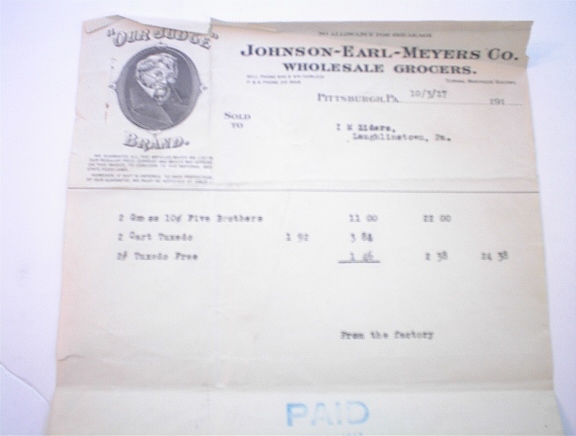 "OUR JUDGE"
BRAND.
NO ALLOWANCE FOR BREAKAGE
JOHNSON-EARL-MEYERS CO.
WHOLESALE GROCERS.
PITTSBURGH, PA. 10/3/17 191
SOLD
TO
I M Elders,
Laughlinstown, Pa.
2 Gross 10¢ Five Brothers 11 00 22 00
2 Cart Tuxedo 1 92 3 84
2# Tuxedo Free 1 46 2 38 24 38
From the factory
PAID